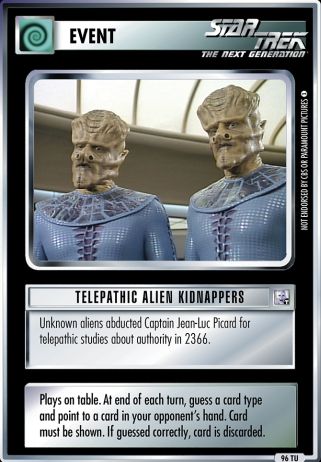 EVENT
STAR TREK
THE NEXT GENERATION
NOT ENDORSED BY CBS OR PARAMOUNT PICTURES
TELEPATHIC ALIEN KIDNAPPERS
Unknown aliens abducted Captain Jean-Luc Picard for
telepathic studies about authority in 2366.
Plays on table. At end of each turn, guess a card type
and point to a card in your opponent's hand. Card
must be shown. If guessed correctly, card is discarded.
96 TU